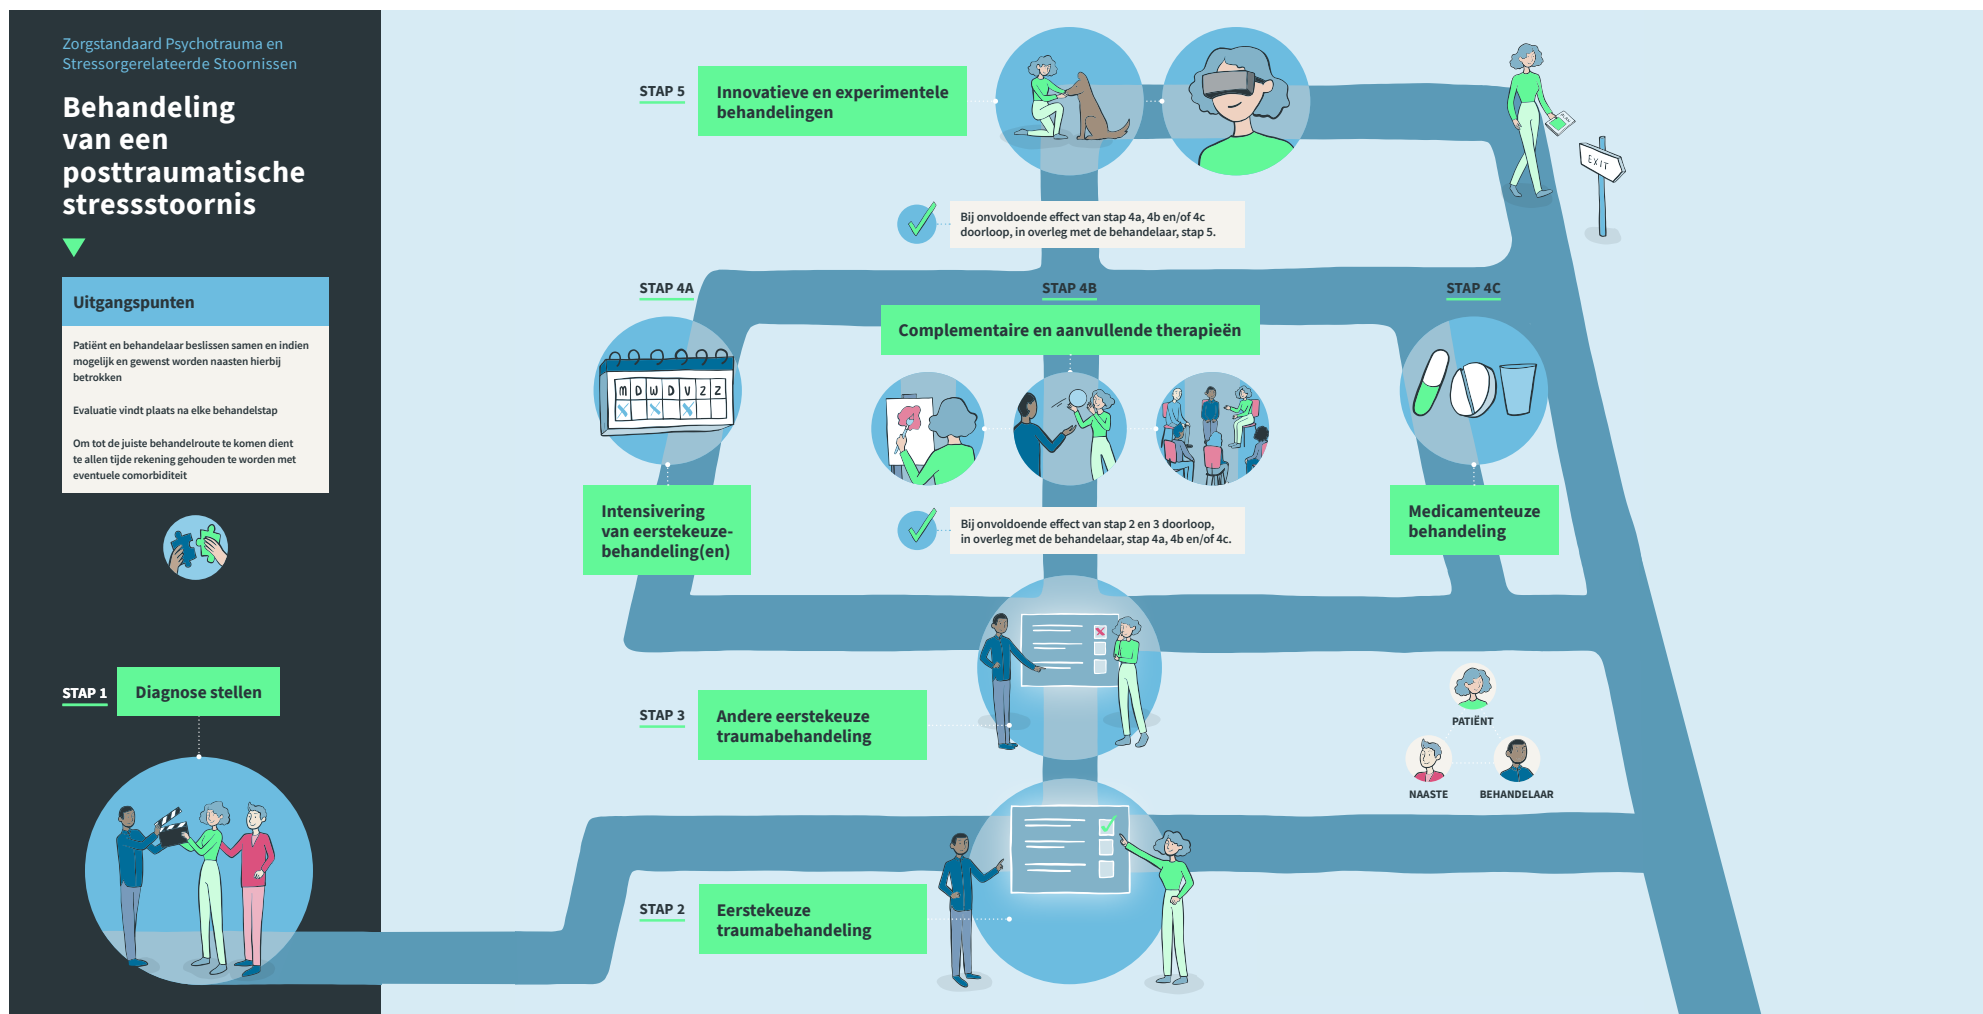 Zorgstandaard Psychotrauma en
Stressorgerelateerde Stoornissen
Behandeling
van een
posttraumatische
stressstoornis
Uitgangspunten
Patiënt en behandelaar beslissen samen en indien
mogelijk en gewenst worden naasten hierbij
betrokken
Evaluatie vindt plaats na elke behandelstap
Om tot de juiste behandelroute te komen dient
te allen tijde rekening gehouden te worden met
eventuele comorbiditeit
STAP 1
Diagnose stellen
STAP 5
Innovatieve en experimentele
behandelingen
EXIT
Bij onvoldoende effect van stap 4a, 4b en/of 4c
doorloop, in overleg met de behandelaar, stap 5.
STAP 4A
M D W D V Z Z
Intensivering
van eerstekeuze-
behandeling(en)
STAP 4B
Complementaire en aanvullende therapieën
STAP 4C
Medicamenteuze
behandeling
Bij onvoldoende effect van stap 2 en 3 doorloop,
in overleg met de behandelaar, stap 4a, 4b en/of 4c.
STAP 3
Andere eerstekeuze
traumabehandeling
PATIËNT
NAASTE
BEHANDELAAR
STAP 2
Eerstekeuze
traumabehandeling